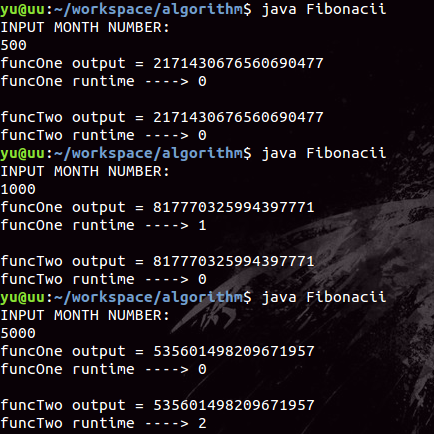 yu@uu:~/workspace/algorithm$ java Fibonacii
INPUT MONTH NUMBER:
500
funcOne output = 2171430676560690477
funcOne runtime ----> 0
funcTwo output = 2171430676560690477
funcTwo runtime ----> 0
yu@uu:~/workspace/algorithm$ java Fibonacii
INPUT MONTH NUMBER:
1000
funcOne output = 817770325994397771
funcOne runtime ----> 1
funcTwo output = 817770325994397771
funcTwo runtime ----> 0
yu@uu:~/workspace/algorithm$ java Fibonacii
INPUT MONTH NUMBER:
5000
funcOne output = 535601498209671957
funcOne runtime ----> 0
funcTwo output = 535601498209671957
funcTwo runtime ----> 2